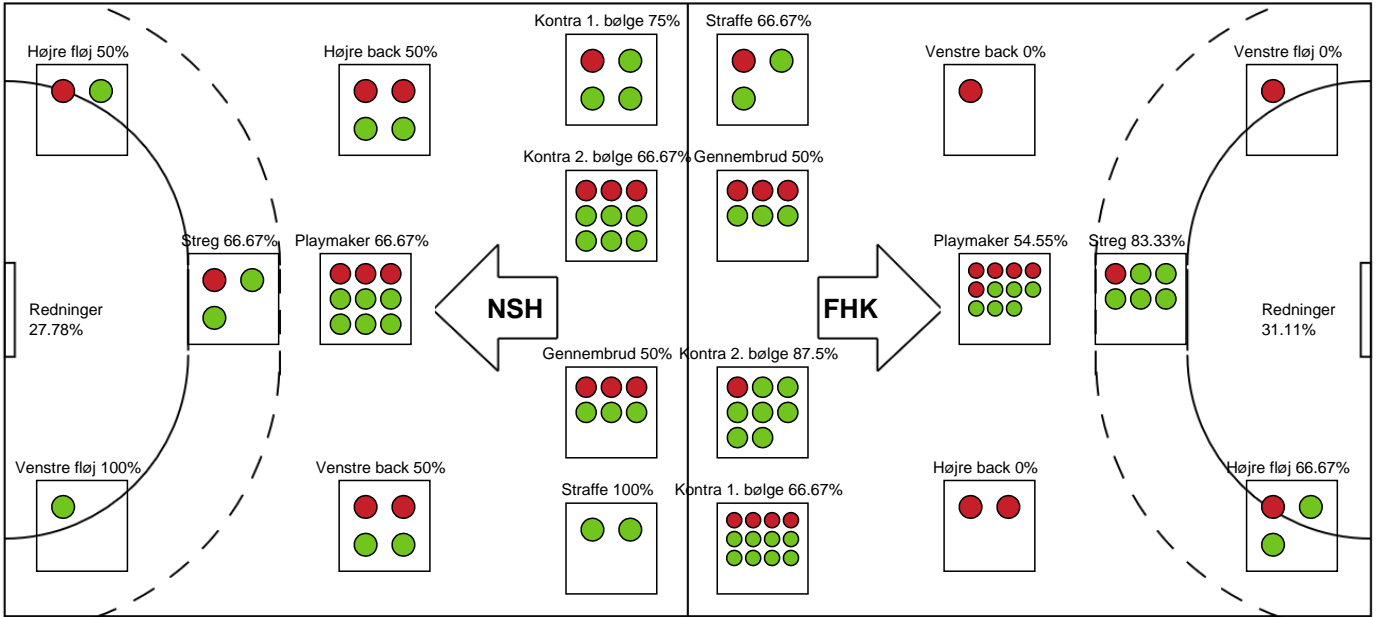 Kontra 1. bølge 75%
Straffe 66.67%
Højre fløj 50%
Højre back 50%
Venstre back 0%
Venstre fløj 0%
Kontra 2. bølge 66.67%
Gennembrud 50%
Streg 66.67%
Playmaker 66.67%
Playmaker 54.55%
Streg 83.33%
Redninger
27.78%
NSH
FHK
Redninger
31.11%
Gennembrud 50%
Kontra 2. bølge 87.5%
Venstre fløj 100%
Venstre back 50%
Straffe 100%
Kontra 1. bølge 66.67%
Højre back 0%
Højre fløj 66.67%